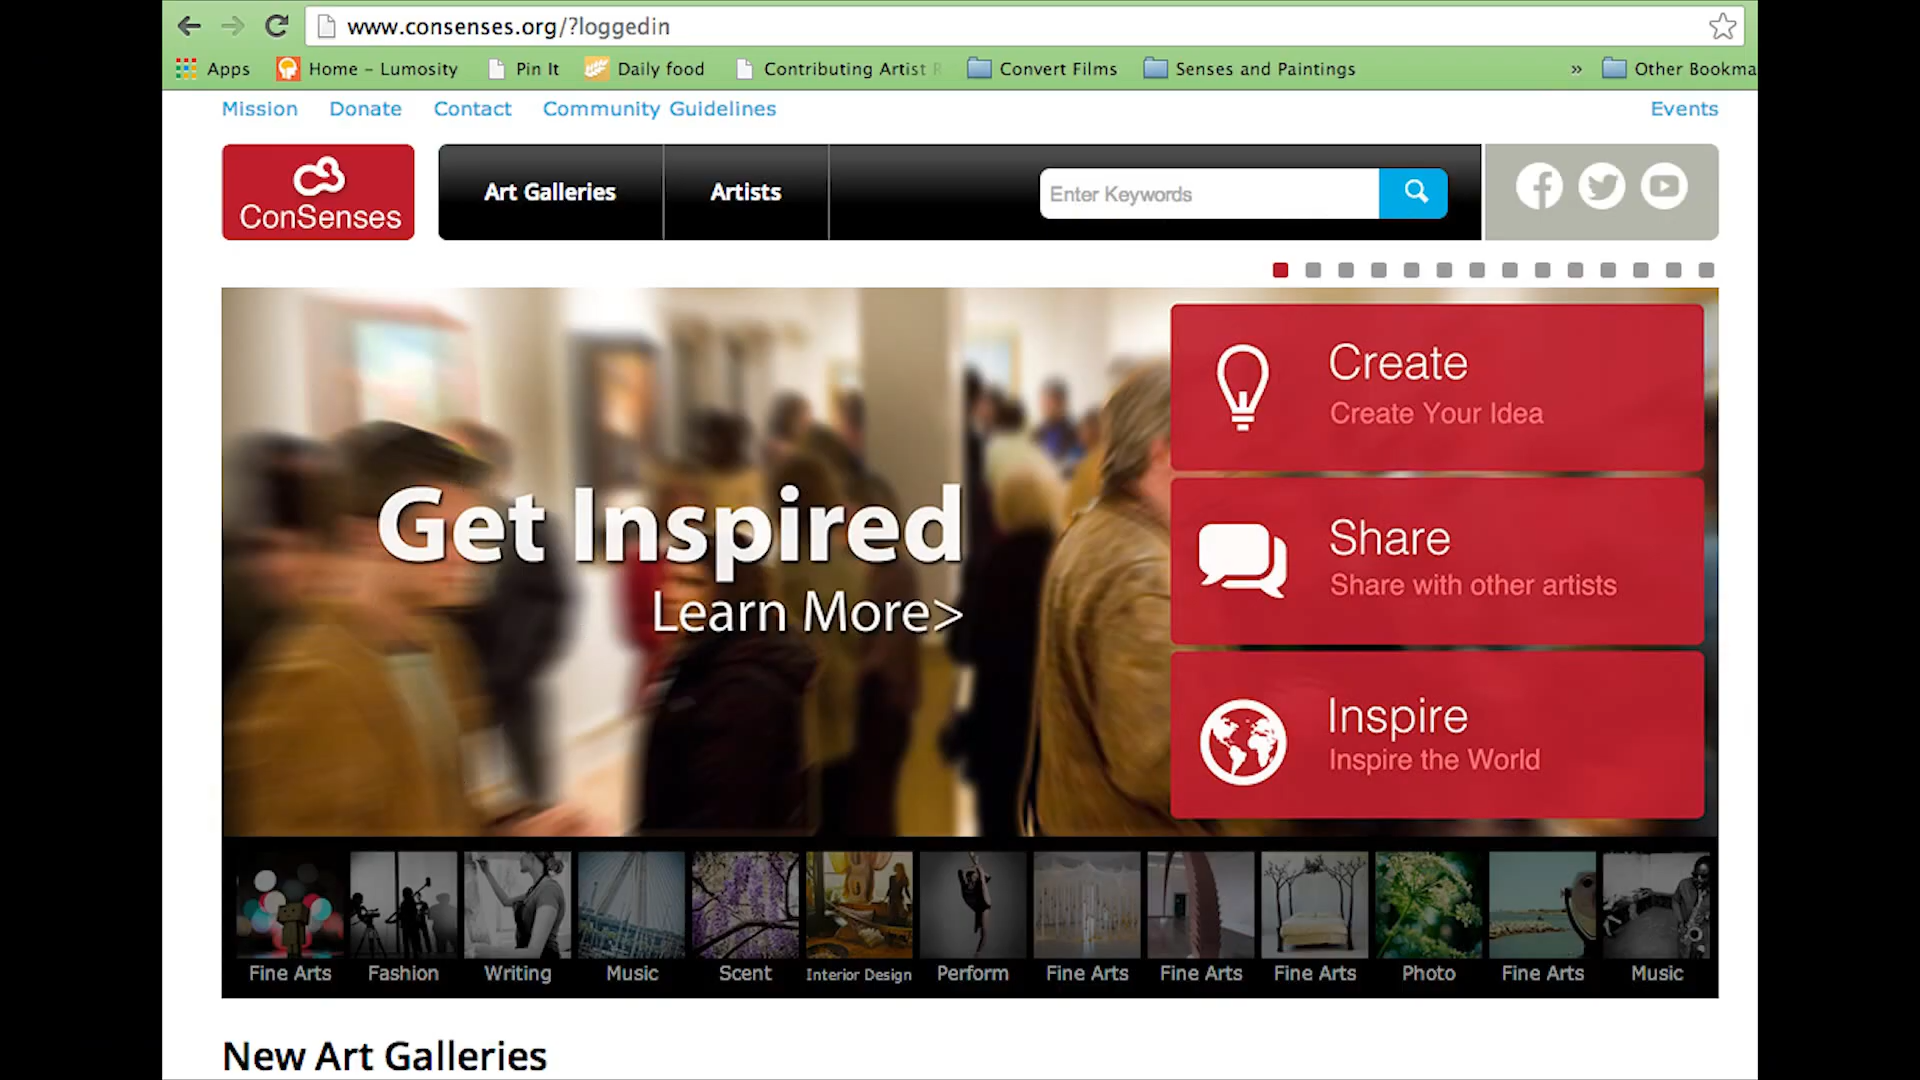 www.consenses.org/?loggedin
Apps Home – Lumosity Pin It Daily food Contributing Artist Convert Films Senses and Paintings » Other Bookma
Mission Donate Contact Community Guidelines Events
ConSenses
Art Galleries Artists Enter Keywords
Create
Create Your Idea
Get Inspired
Learn More>
Share
Share with other artists
Inspire
Inspire the World
Fine Arts Fashion Writing Music Scent Interior Design Perform Fine Arts Fine Arts Fine Arts Photo Fine Arts Music
New Art Galleries